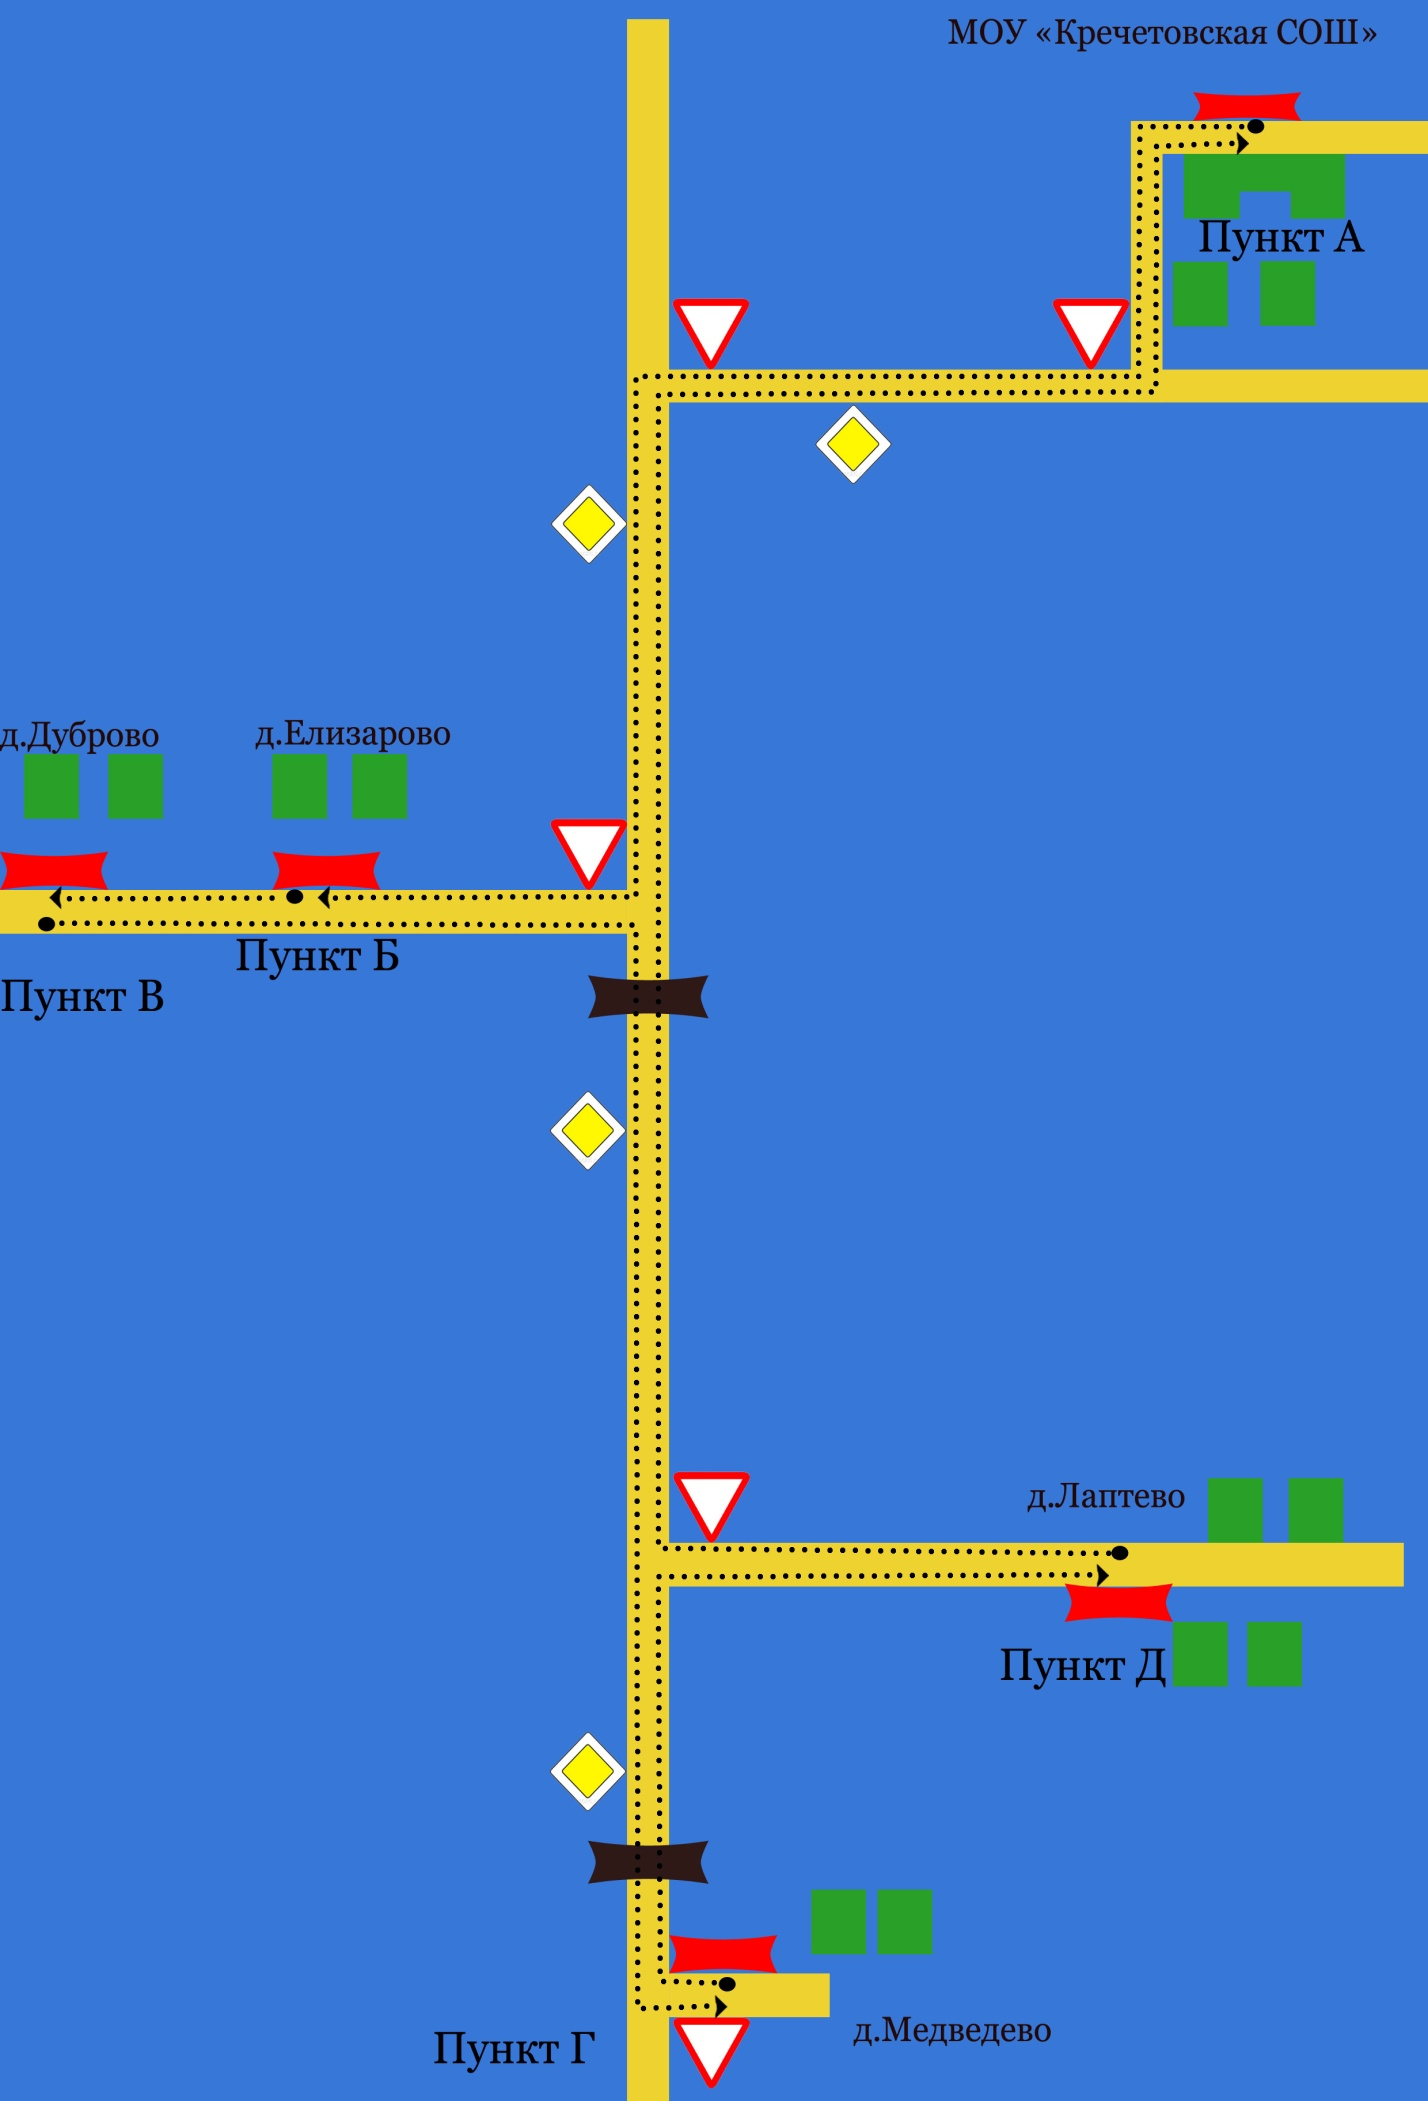 МОУ «Кречетовская СОШ»
Пункт А
д.Дуброво
д.Елизарово
Пункт Б
Пункт В
д.Лаптево
Пункт Д
д.Медведево
Пункт Г